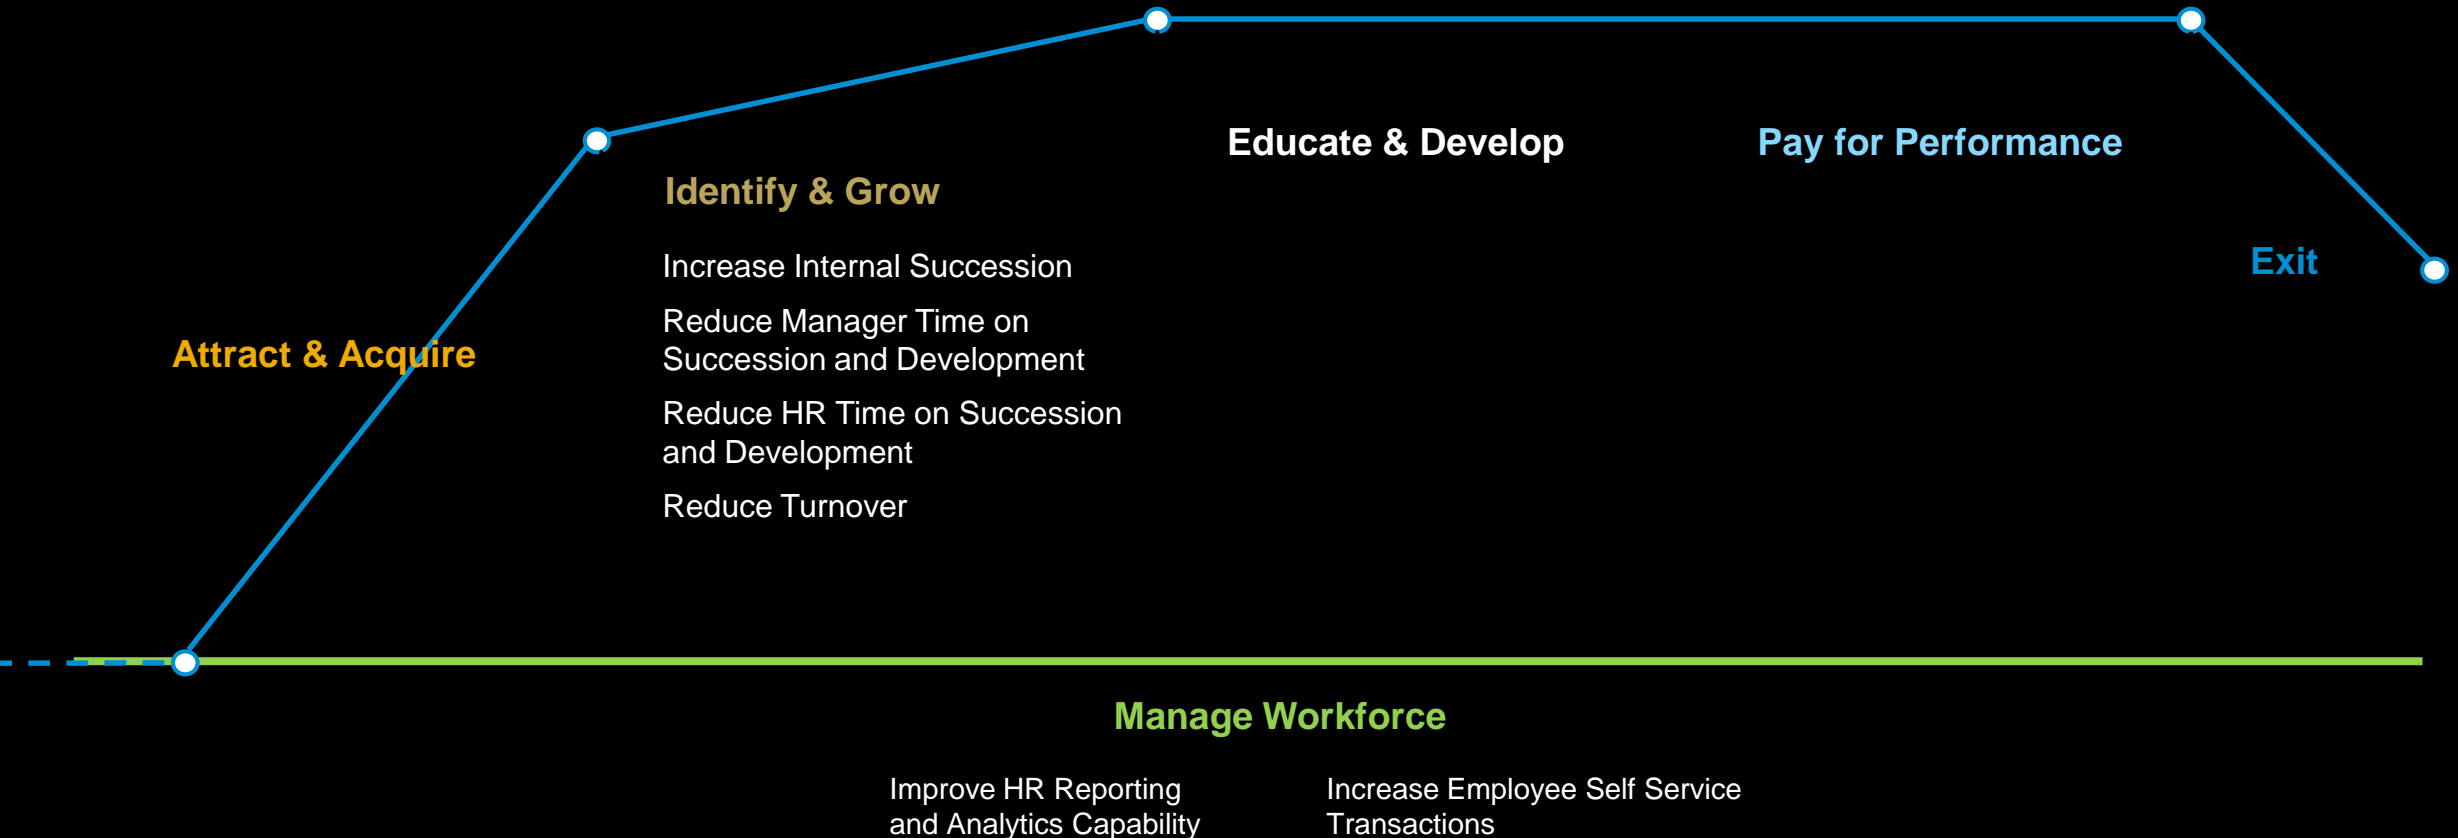 Educate & Develop
Pay for Performance
Identify & Grow
Increase Internal Succession
Reduce Manager Time on
Succession and Development
Reduce HR Time on Succession
and Development
Reduce Turnover
Exit
Attract & Acquire
Manage Workforce
Improve HR Reporting
and Analytics Capability
Increase Employee Self Service
Transactions